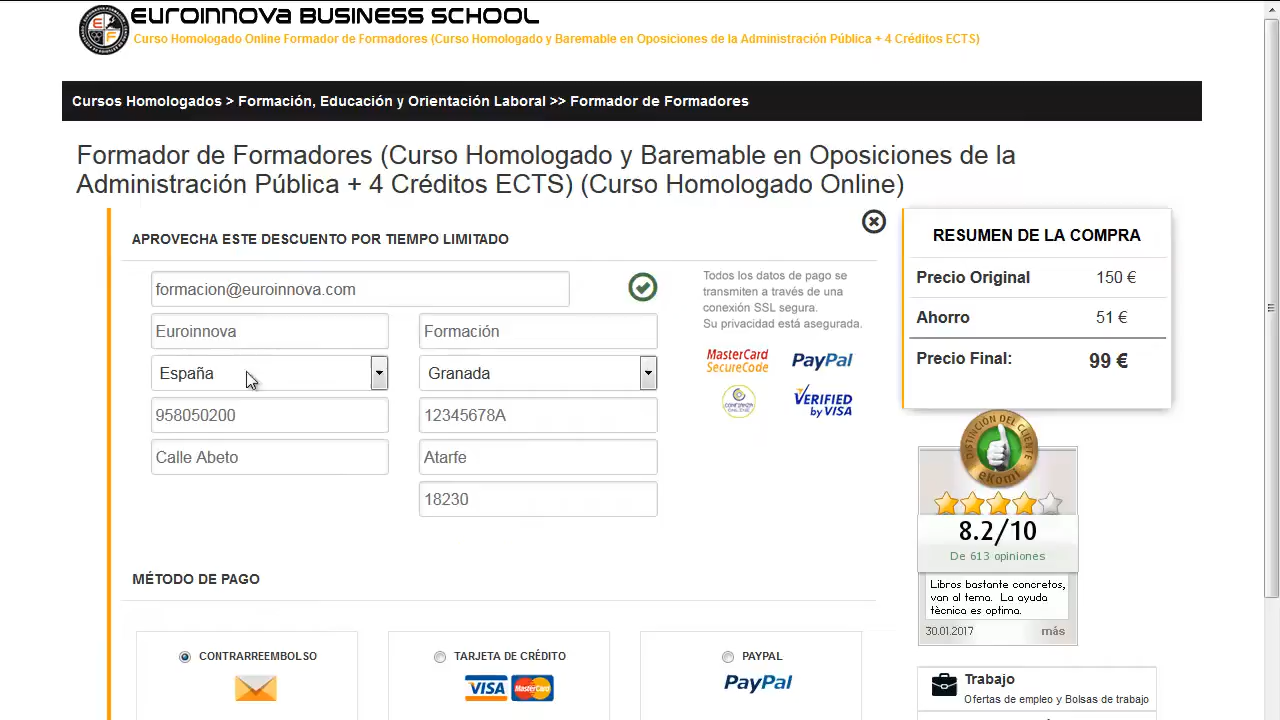 EUROINNOVA BUSINESS SCHOOL
Curso Homologado Online Formador de Formadores (Curso Homologado y Baremable en Oposiciones de la Administración Pública + 4 Créditos ECTS)
Cursos Homologados > Formación, Educación y Orientación Laboral >> Formador de Formadores
Formador de Formadores (Curso Homologado y Baremable en Oposiciones de la
Administración Pública + 4 Créditos ECTS) (Curso Homologado Online)
APROVECHA ESTE DESCUENTO POR TIEMPO LIMITADO
formacion@euroinnova.com
Euroinnova
Formación
España
Granada
958050200
12345678A
Calle Abeto
Atarfe
18230
Todos los datos de pago se
transmiten a través de una
conexión SSL segura.
Su privacidad está asegurada.
MasterCard
SecureCode
PayPal
CONFIANZA
ONLINE
VERIFIED
by VISA
RESUMEN DE LA COMPRA
Precio Original 150 €
Ahorro 51 €
Precio Final: 99 €
DISTINCIÓN DEL CLIENTE
eKomi
8.2/10
De 613 opiniones
Libros bastante concretos,
van al tema. La ayuda
tècnica es optima.
30.01.2017 más
Trabajo
Ofertas de empleo y Bolsas de trabajo
MÉTODO DE PAGO
CONTRARREEMBOLSO
TARJETA DE CRÉDITO
VISA
MasterCard
PAYPAL
PayPal